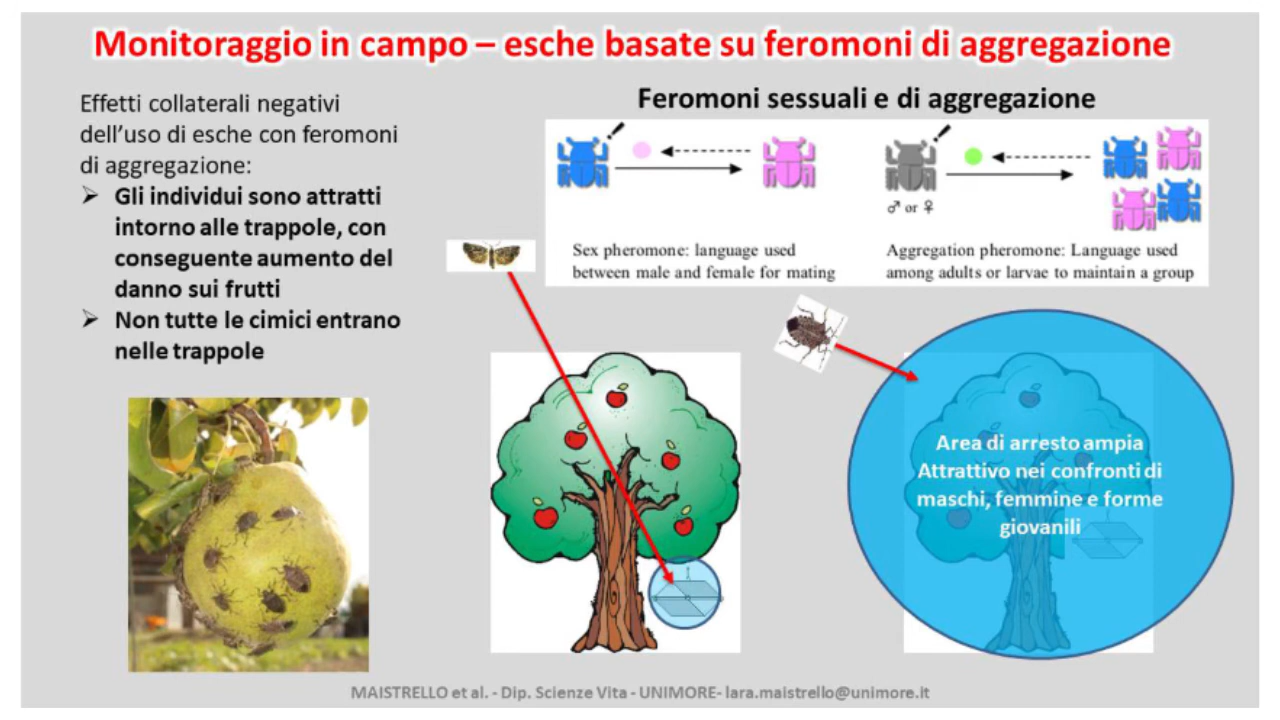 Monitoraggio in campo – esche basate su feromoni di aggregazione
Effetti collaterali negativi
dell'uso di esche con feromoni
di aggregazione:
➢ Gli individui sono attratti
intorno alle trappole, con
conseguente aumento del
danno sui frutti
➢ Non tutte le cimici entrano
nelle trappole
Feromoni sessuali e di aggregazione
♂ or ♀
Sex pheromone: language used
between male and female for mating
Aggregation pheromone: Language used
among adults or larvae to maintain a group
Area di arresto ampia
Attrattivo nei confronti di
maschi, femmine e forme
giovanili
MAISTRELLO et al. - Dip. Scienze Vita - UNIMORE- lara.maistrello@unimore.it